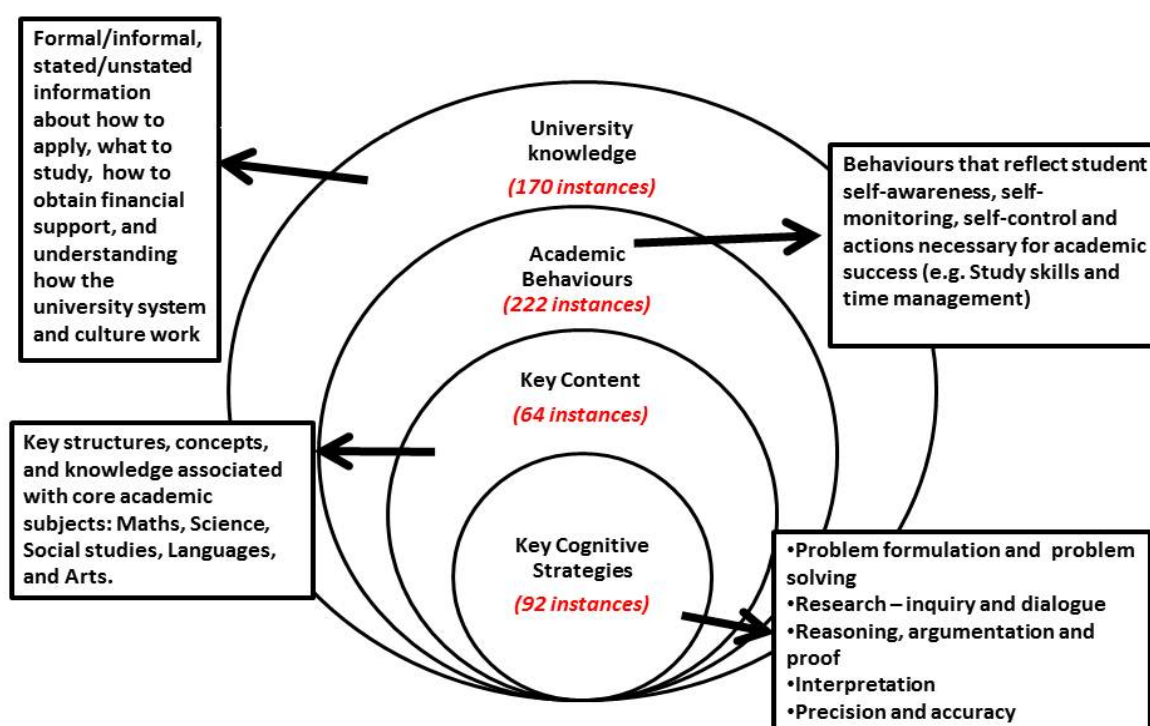 Formal/informal,
stated/unstated
information
about how to
apply, what to
study, how to
obtain financial
support, and
understanding
how the
university system
and culture work
University
knowledge
(170 instances)
Behaviours that reflect student
self-awareness, self-
monitoring, self-control and
actions necessary for academic
success (e.g. Study skills and
time management)
Academic
Behaviours
(222 instances)
Key Content
(64 instances)
Key structures, concepts,
and knowledge associated
with core academic
subjects: Maths, Science,
Social studies, Languages,
and Arts.
Key Cognitive
Strategies
(92 instances)
•Problem formulation and problem
solving
•Research – inquiry and dialogue
•Reasoning, argumentation and
proof
•Interpretation
•Precision and accuracy